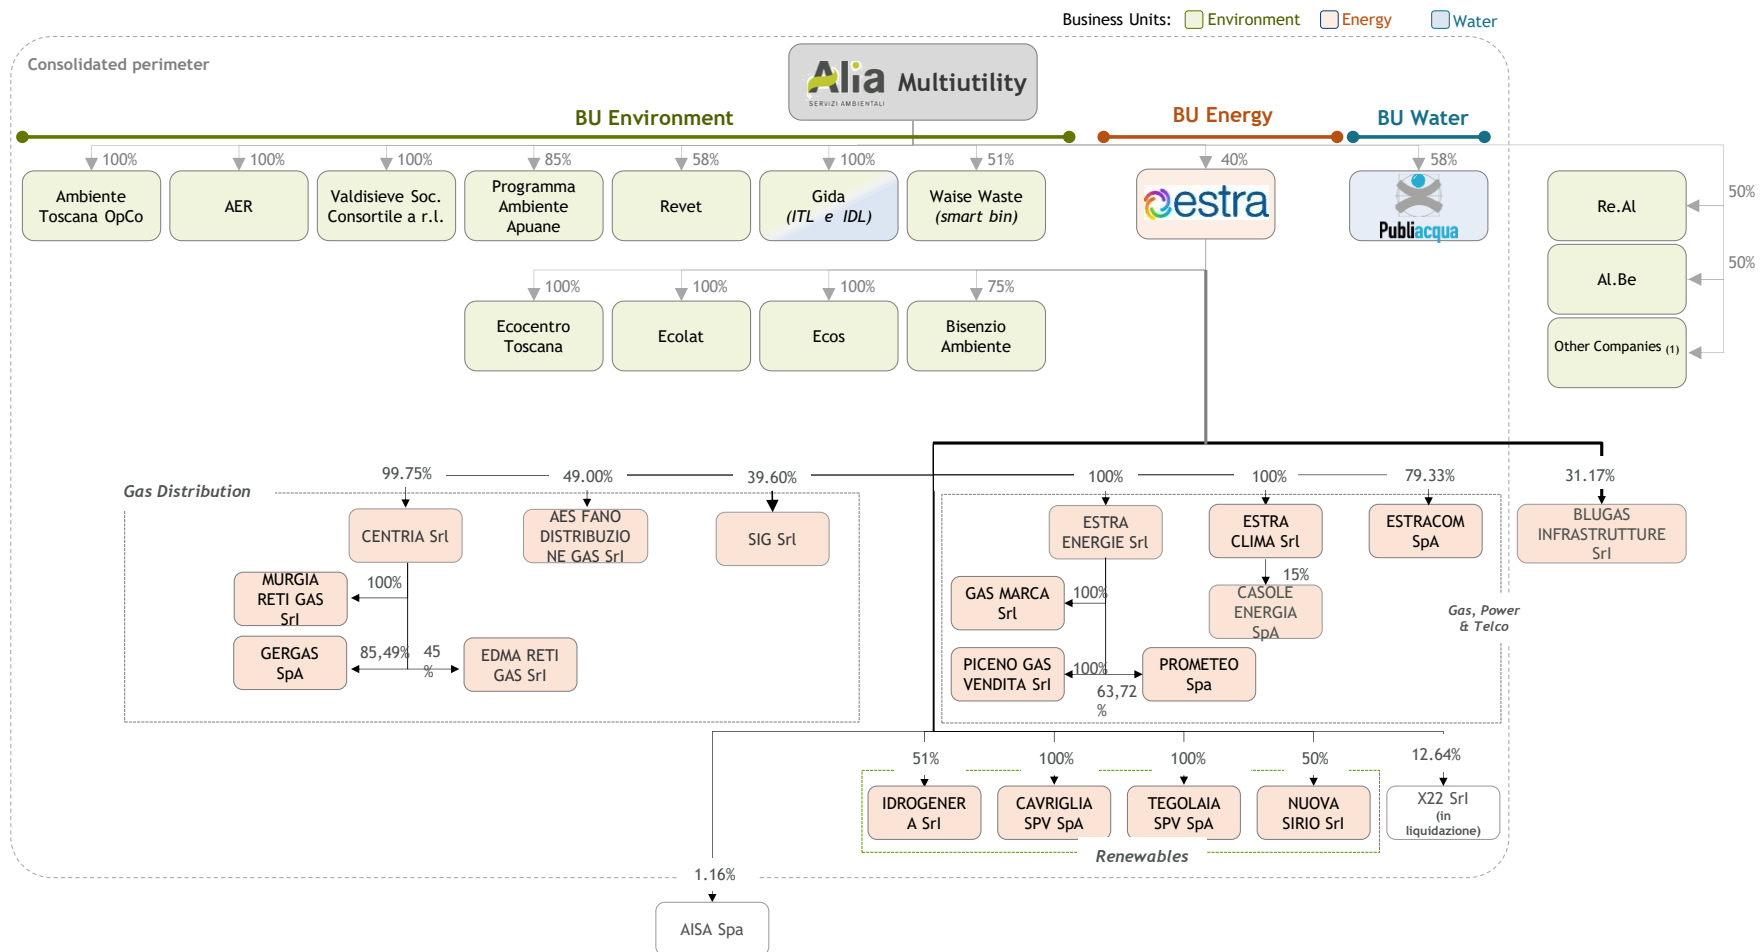 Business Units:
Environment
Energy
Water
Consolidated perimeter
Alia
SERVIZI AMBIENTALI
Multiutility
BU Environment
BU Energy
BU Water
100%
100%
100%
85%
58%
100%
51%
40%
58%
Ambiente
Toscana OpCo
AER
Valdisieve Soc.
Consortile a r.l.
Programma
Ambiente
Apuane
Revet
Gida
(ITL e IDL)
Waise Waste
(smart bin)
estra
Publiacqua
Re.Al
50%
Al.Be
50%
Other Companies (1)
100%
100%
100%
75%
Ecocentro
Toscana
Ecolat
Ecos
Bisenzio
Ambiente
99.75%
49.00%
39.60%
100%
100%
79.33%
31.17%
Gas Distribution
CENTRIA Srl
AES FANO
DISTRIBUZIO
NE GAS Srl
SIG Srl
ESTRA
ENERGIE Srl
ESTRA
CLIMA Srl
ESTRACOM
SpA
BLUGAS
INFRASTRUTTURE
Srl
MURGIA
RETI GAS
Srl
100%
GAS MARCA
Srl
100%
15%
CASOLE
ENERGIA
SpA
Gas, Power
& Telco
GERGAS
SpA
85,49%
45
%
EDMA RETI
GAS Srl
PICENO GAS
VENDITA Srl
100%
63,72
%
PROMETEO
Spa
51%
100%
100%
50%
12.64%
IDROGENER
A Srl
CAVRIGLIA
SPV SpA
TEGOLAIA
SPV SpA
NUOVA
SIRIO Srl
X22 Srl
(in
liquidazione)
Renewables
1.16%
AISA Spa